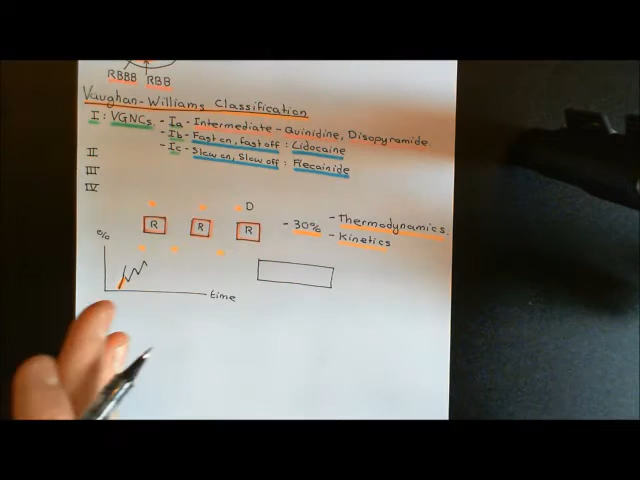 RBBB RBB
Vaughan-Williams Classification
I: VGNCs - Ia - Intermediate - Quinidine, Disopyramide.
- Ib - Fast on, fast off : Lidocaine
- Ic - Slow on, Slow off : Flecainide
II
III
IV
D
R R R - 30% - Thermodynamics.
- Kinetics
%
time